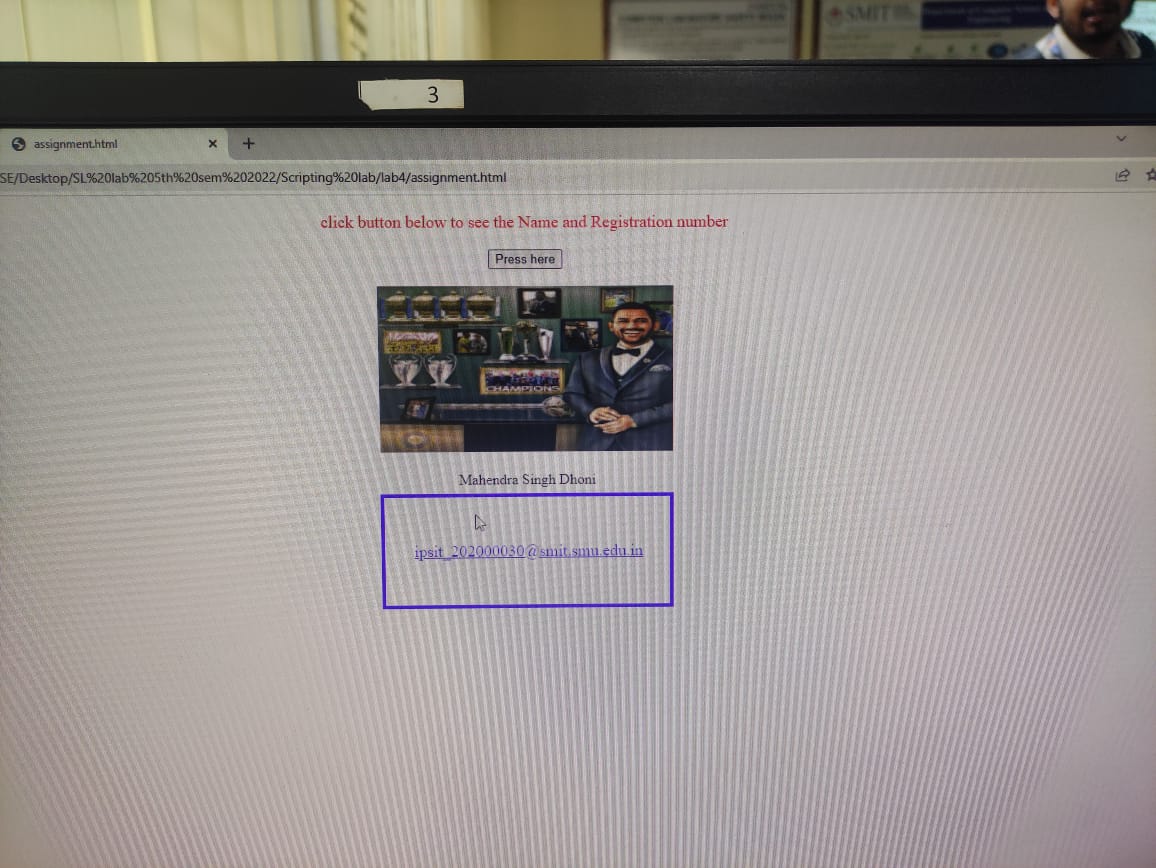 SMIT
3
assignment.html
SE/Desktop/SL%20lab%205th%20sem%202022/Scripting%20lab/lab4/assignment.html
click button below to see the Name and Registration number
Press here
CHAMPIONS
Mahendra Singh Dhoni
ipsit_202000030@smit.smu.edu.in